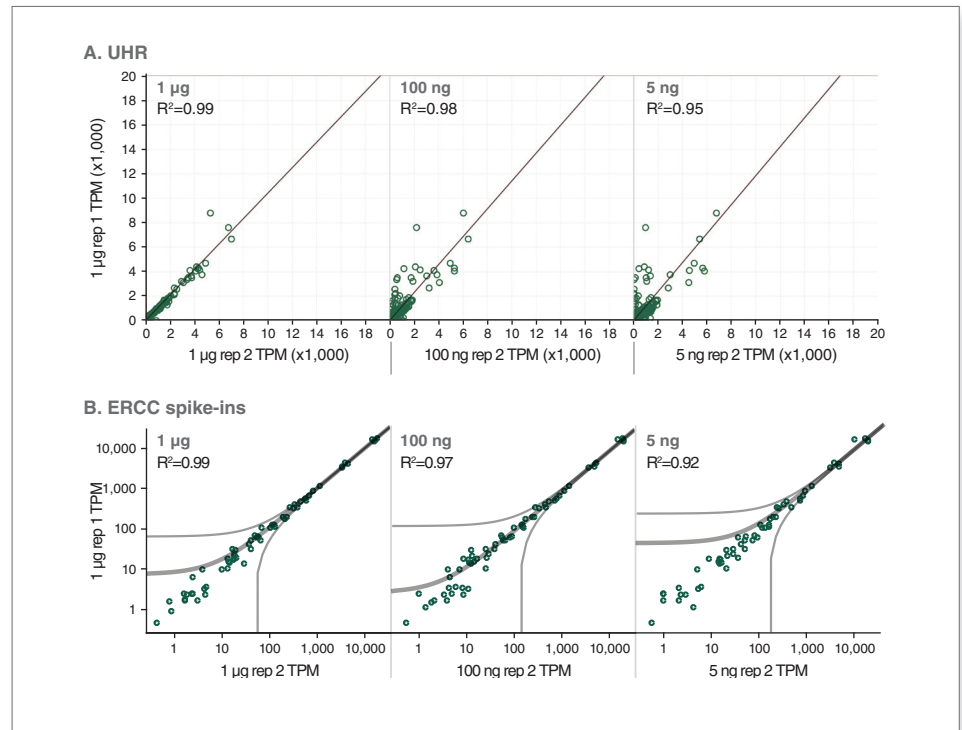 A. UHR
1 µg
R²=0.99
100 ng
R²=0.98
5 ng
R²=0.95
20
18
16
14
12
10
8
6
4
2
0
1 µg rep 1 TPM (x1,000)
0 2 4 6 8 10 12 14 16 18
0 2 4 6 8 10 12 14 16 18
0 2 4 6 8 10 12 14 16 18 20
1 µg rep 2 TPM (x1,000)
100 ng rep 2 TPM (x1,000)
5 ng rep 2 TPM (x1,000)
B. ERCC spike-ins
1 µg
R²=0.99
100 ng
R²=0.97
5 ng
R²=0.92
10,000
1,000
100
10
1
1 µg rep 1 TPM
1 10 100 1,000 10,000
1 10 100 1,000 10,000
1 10 100 1,000 10,000
1 µg rep 2 TPM
100 ng rep 2 TPM
5 ng rep 2 TPM